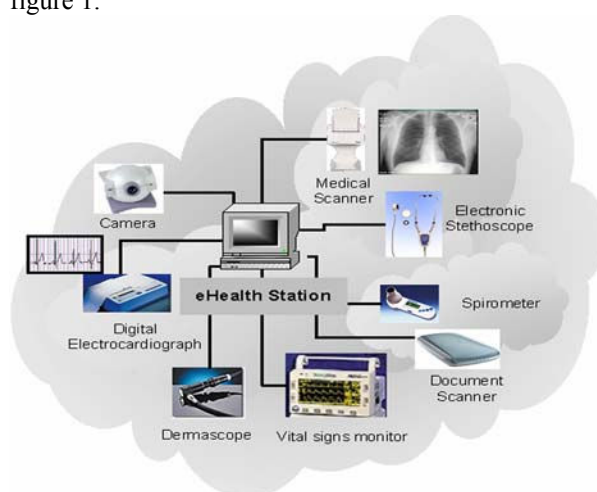 figure 1.
Medical
Scanner
Camera
Electronic
Stethoscope
eHealth Station
Spirometer
Digital
Electrocardiograph
Document
Scanner
Dermascope
Vital signs monitor